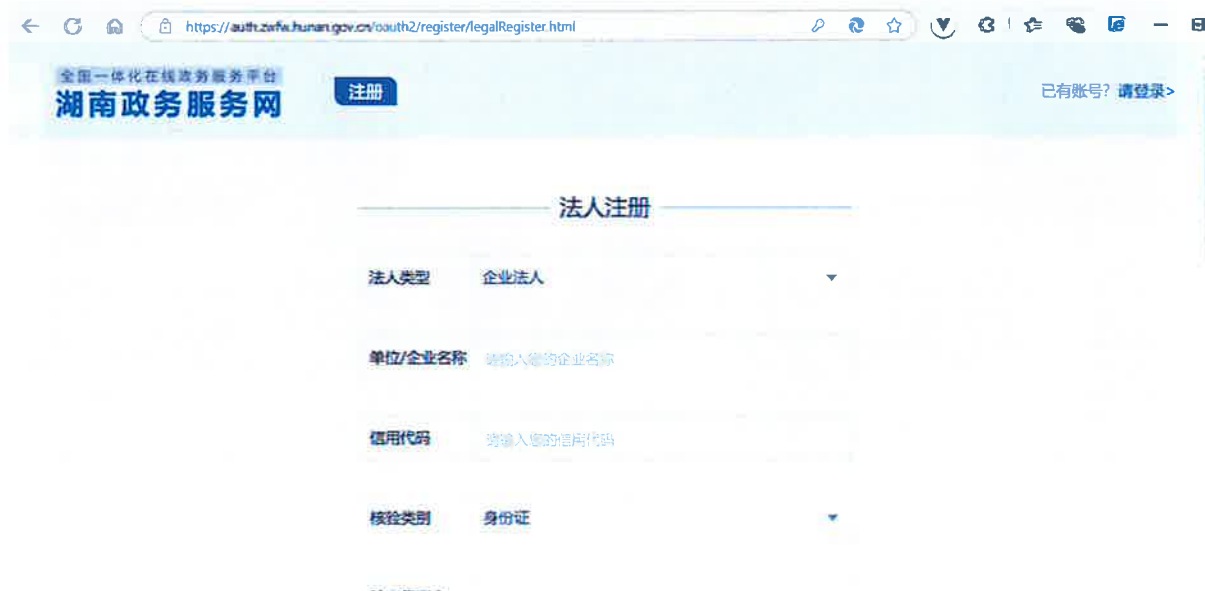 https://auth.zwfw.hunan.gov.cn/oauth2/register/legalRegister.html
全国一体化在线政务服务平台
湖南政务服务网
注册
已有账号? 请登录>
法人注册
法人类型 企业法人
单位/企业名称 请输入您的企业名称
信用代码 请输入您的信用代码
核验类别 身份证